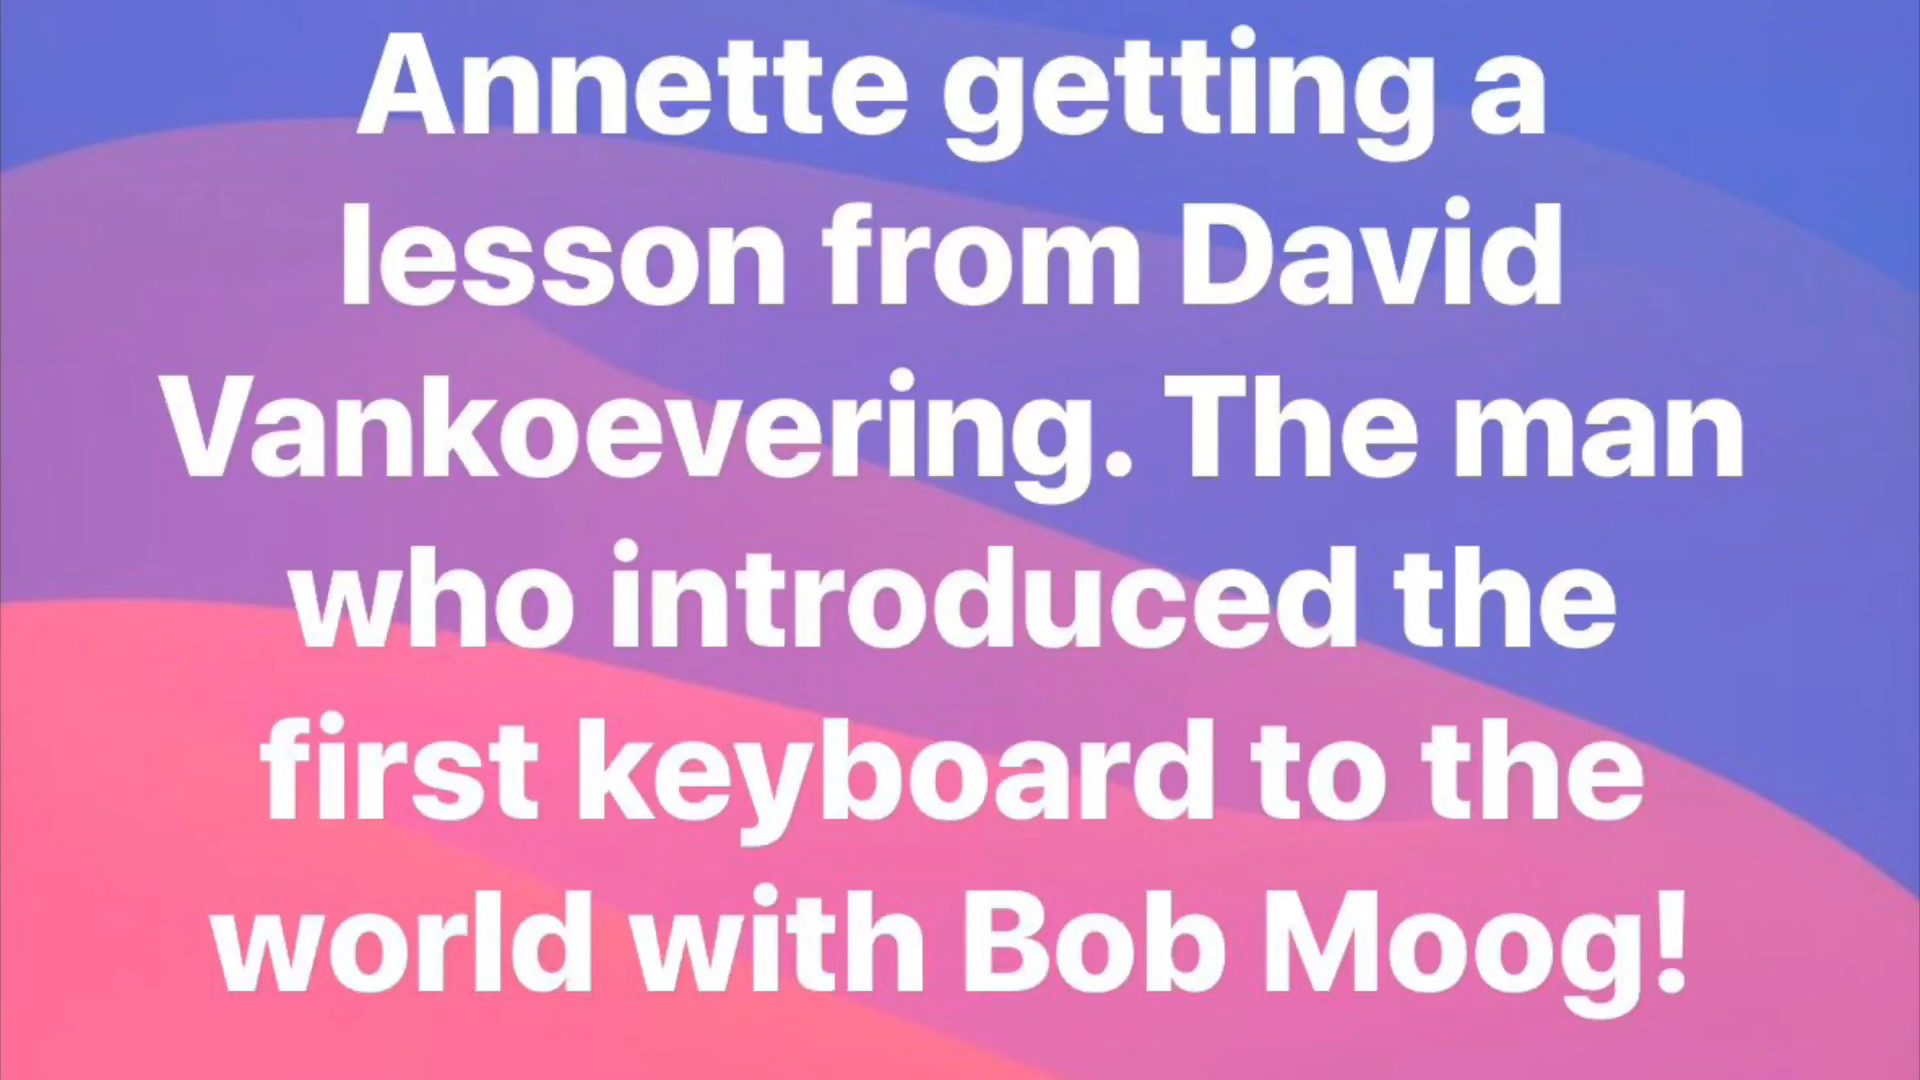 Annette getting a
lesson from David
Vankoevering. The man
who introduced the
first keyboard to the
world with Bob Moog!